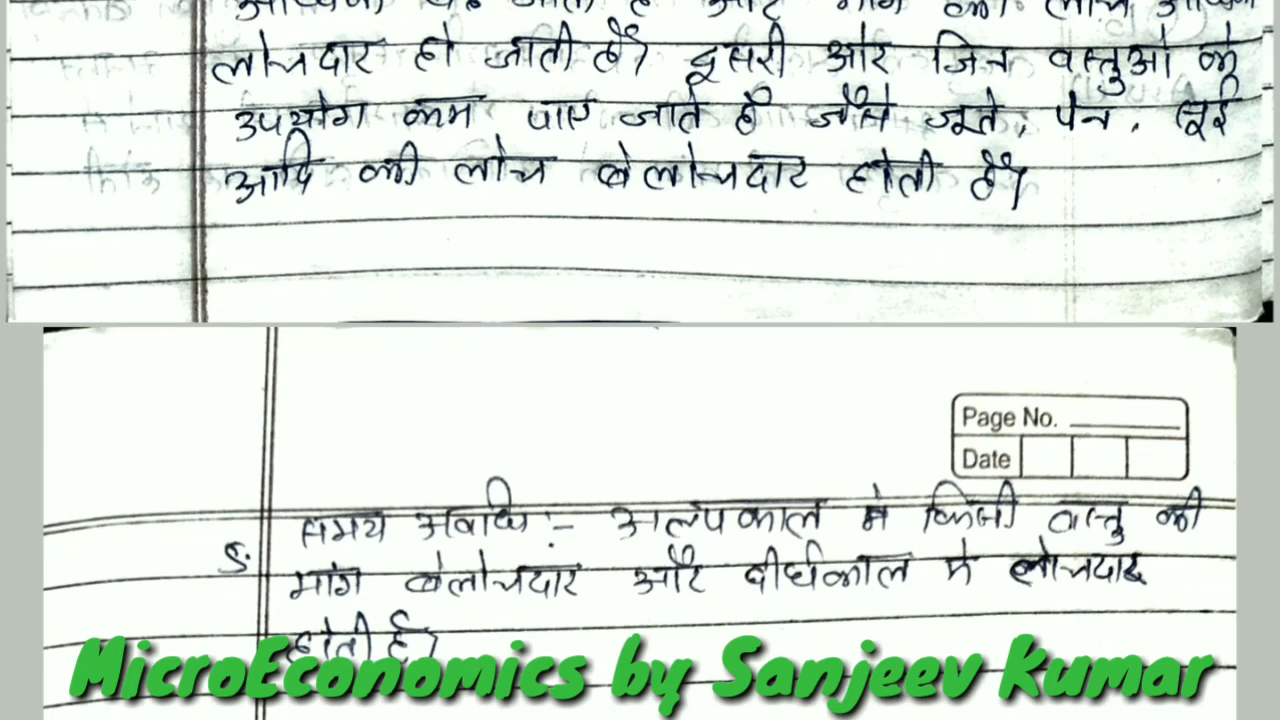 लोचदार हो जाती है। दूसरी ओर जिन वस्तुओ के
उपयोग कम पाए जाते है जैसे जूते, पेन, सूई
आदि की लोच बेलोचदार होती है।
Page No.
Date
समय अवधि :- अल्पकाल मे किसी वस्तु की
5. मांग बेलोचदार और दीर्घकाल मे लोचदार
होती है।
MicroEconomics by Sanjeev Kumar